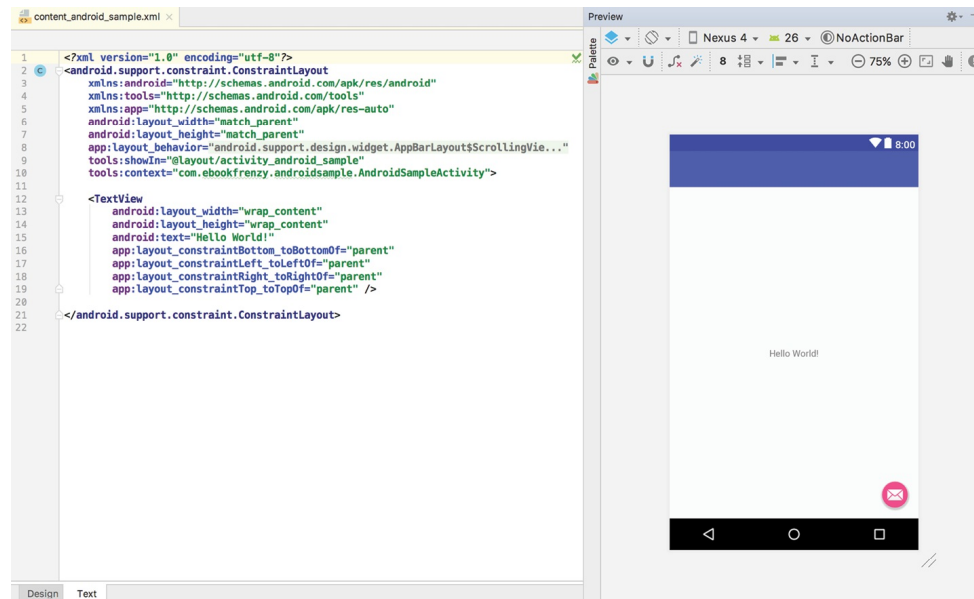 content_android_sample.xml
Preview
Nexus 4
26
NoActionBar
Palette
8
75%
1 <?xml version="1.0" encoding="utf-8"?>
2 C <android.support.constraint.ConstraintLayout
3 xmlns:android="http://schemas.android.com/apk/res/android"
4 xmlns:tools="http://schemas.android.com/tools"
5 xmlns:app="http://schemas.android.com/apk/res-auto"
6 android:layout_width="match_parent"
7 android:layout_height="match_parent"
8 app:layout_behavior="android.support.design.widget.AppBarLayout$ScrollingVie..."
9 tools:showIn="@layout/activity_android_sample"
10 tools:context="com.ebookfrenzy.androidsample.AndroidSampleActivity">
11
12 <TextView
13 android:layout_width="wrap_content"
14 android:layout_height="wrap_content"
15 android:text="Hello World!"
16 app:layout_constraintBottom_toBottomOf="parent"
17 app:layout_constraintLeft_toLeftOf="parent"
18 app:layout_constraintRight_toRightOf="parent"
19 app:layout_constraintTop_toTopOf="parent" />
20
21 </android.support.constraint.ConstraintLayout>
22
8:00
Hello World!
Design Text